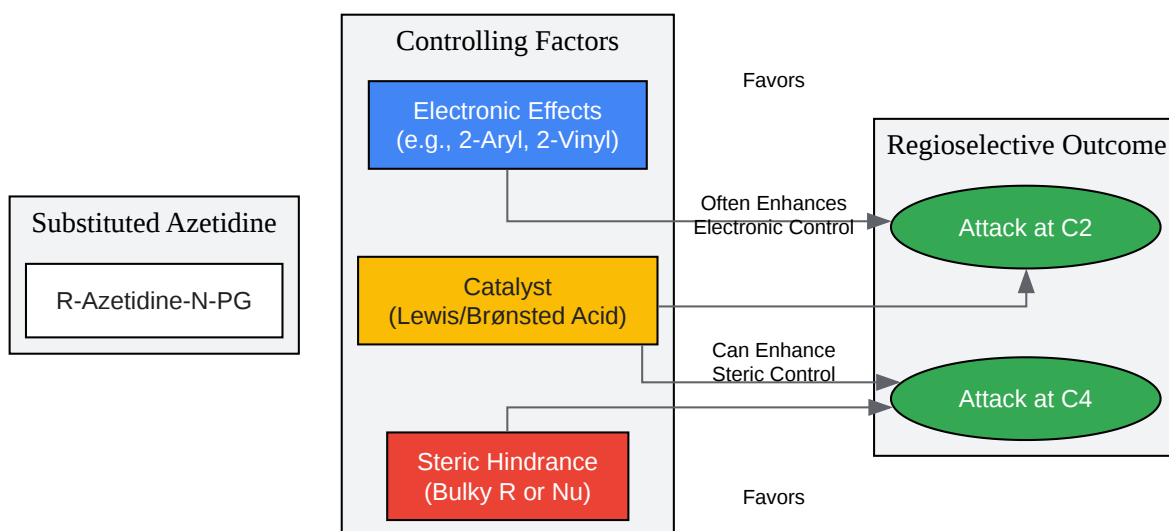 Substituted Azetidine
R-Azetidine-N-PG
Controlling Factors
Electronic Effects
(e.g., 2-Aryl, 2-Vinyl)
Catalyst
(Lewis/Brønsted Acid)
Steric Hindrance
(Bulky R or Nu)
Favors
Often Enhances
Electronic Control
Can Enhance
Steric Control
Favors
Regioselective Outcome
Attack at C2
Attack at C4